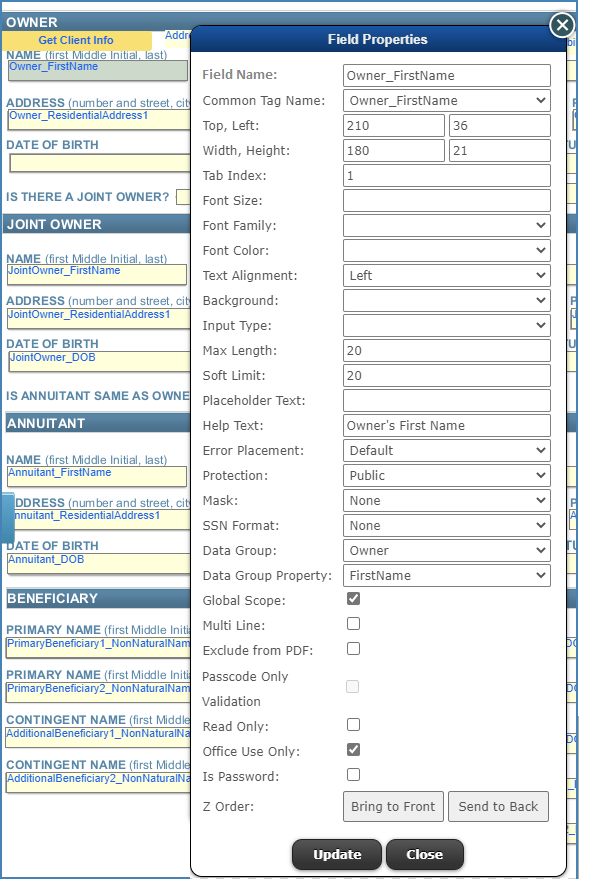 OWNER
Get Client Info
Addre
NAME (first Middle Initial, last)
Owner_FirstName
ADDRESS (number and street, city
Owner_ResidentialAddress1
DATE OF BIRTH
IS THERE A JOINT OWNER?
JOINT OWNER
NAME (first Middle Initial, last)
JointOwner_FirstName
ADDRESS (number and street, city
JointOwner_ResidentialAddress1
DATE OF BIRTH
JointOwner_DOB
IS ANNUITANT SAME AS OWNE
ANNUITANT
NAME (first Middle Initial, last)
Annuitant_FirstName
DDRESS (number and street, city
nnuitant_ResidentialAddress1
DATE OF BIRTH
Annuitant_DOB
BENEFICIARY
PRIMARY NAME (first Middle Initia
PrimaryBeneficiary1_NonNaturalNam
PRIMARY NAME (first Middle Initia
PrimaryBeneficiary2_NonNaturalNam
CONTINGENT NAME (first Middle
AdditionalBeneficiary1_NonNaturalNa
CONTINGENT NAME (first Middle
AdditionalBeneficiary2_NonNaturalNa
Field Properties
Field Name: Owner_FirstName
Common Tag Name: Owner_FirstName
Top, Left: 210 36
Width, Height: 180 21
Tab Index: 1
Font Size:
Font Family:
Font Color:
Text Alignment: Left
Background:
Input Type:
Max Length: 20
Soft Limit: 20
Placeholder Text:
Help Text: Owner's First Name
Error Placement: Default
Protection: Public
Mask: None
SSN Format: None
Data Group: Owner
Data Group Property: FirstName
Global Scope:
Multi Line:
Exclude from PDF:
Passcode Only
Validation
Read Only:
Office Use Only:
Is Password:
Z Order: Bring to Front Send to Back
Update Close